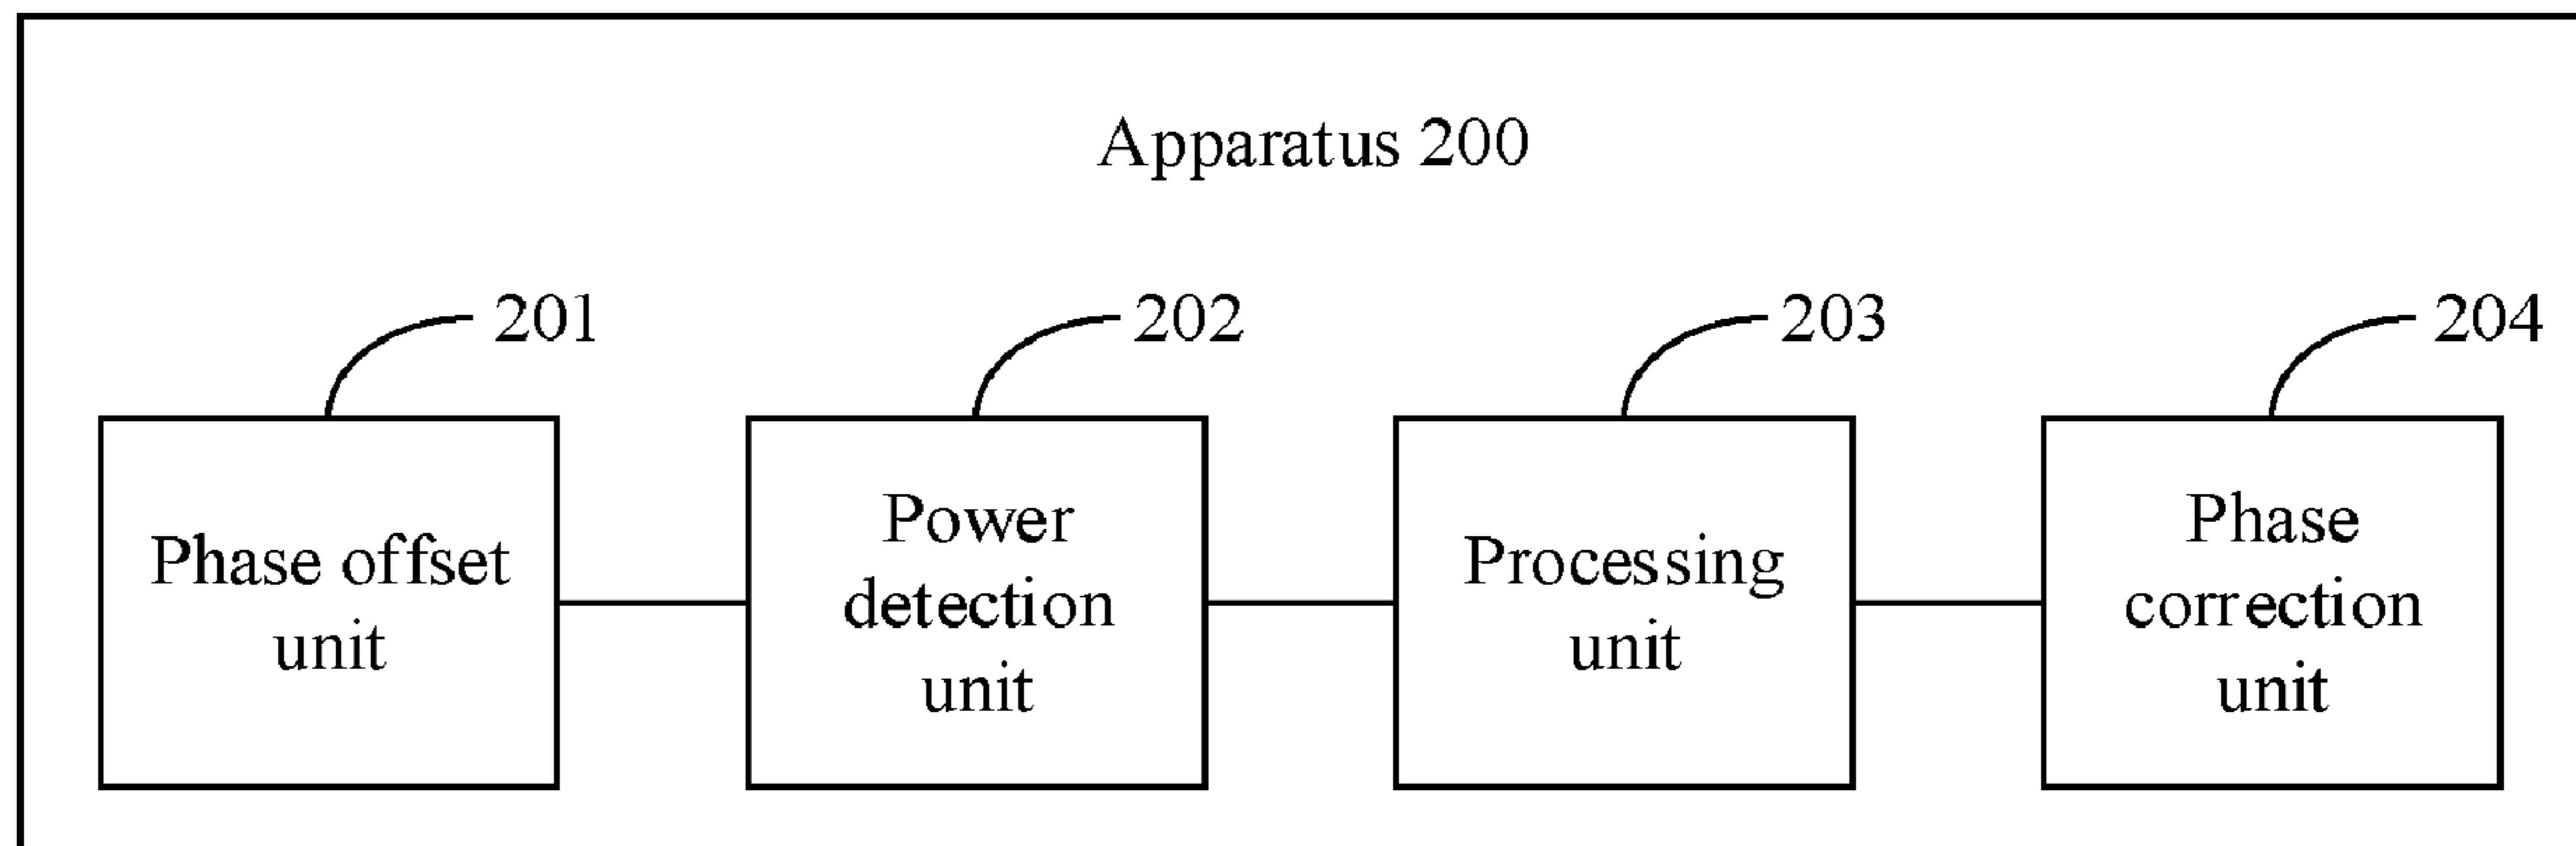 Apparatus 200
201
202
203
204
Phase offset
unit
Power
detection
unit
Processing
unit
Phase
correction
unit